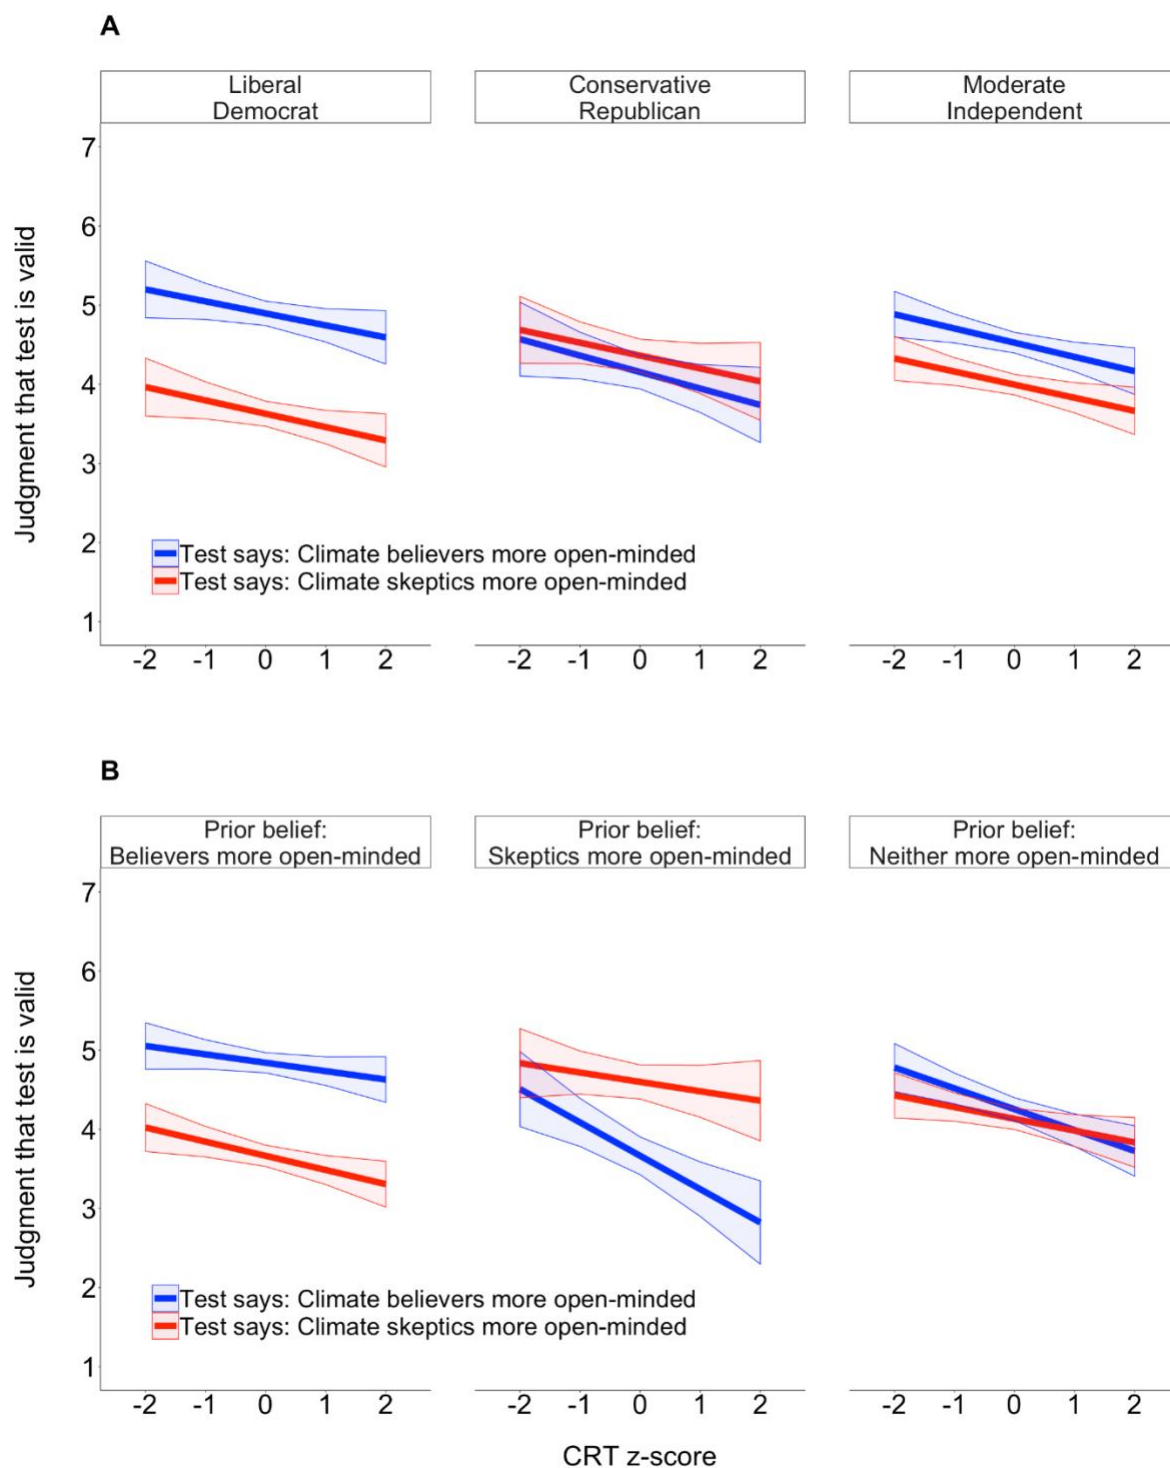 A
Liberal
Democrat
Conservative
Republican
Moderate
Independent
Judgment that test is valid
7
6
5
4
3
2
1
Test says: Climate believers more open-minded
Test says: Climate skeptics more open-minded
-2 -1 0 1 2
-2 -1 0 1 2
-2 -1 0 1 2
B
Prior belief:
Believers more open-minded
Prior belief:
Skeptics more open-minded
Prior belief:
Neither more open-minded
Judgment that test is valid
7
6
5
4
3
2
1
Test says: Climate believers more open-minded
Test says: Climate skeptics more open-minded
-2 -1 0 1 2
-2 -1 0 1 2
-2 -1 0 1 2
CRT z-score